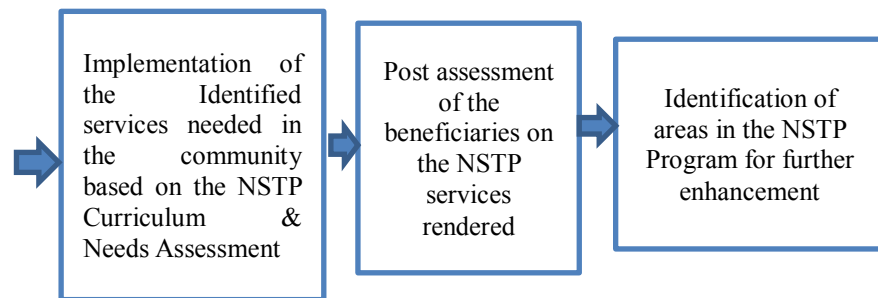 Implementation of
the Identified
services needed in
the community
based on the NSTP
Curriculum &
Needs Assessment
Post assessment
of the
beneficiaries on
the NSTP
services
rendered
Identification of
areas in the NSTP
Program for further
enhancement